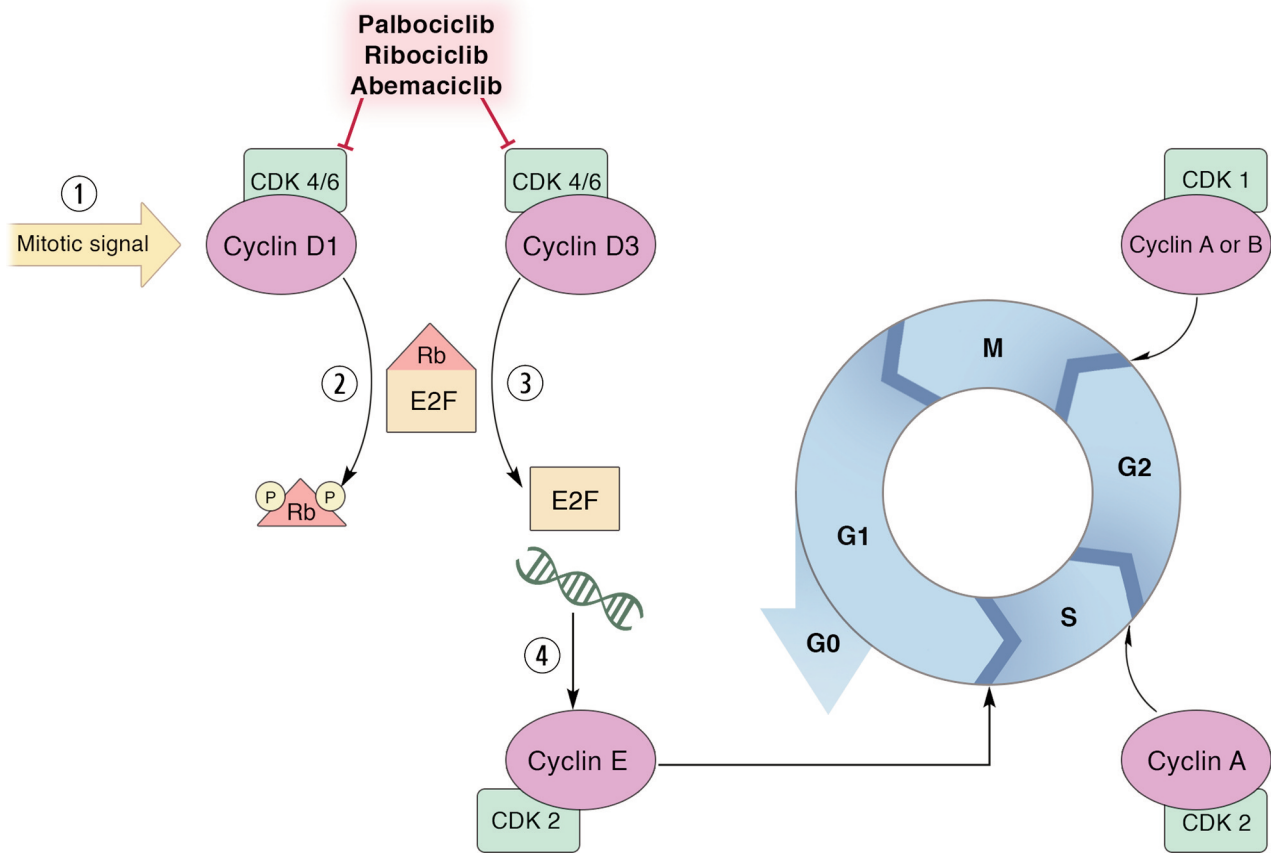 Palbociclib
Ribociclib
Abemaciclib
CDK 4/6
CDK 4/6
CDK 1
1
Mitotic signal
Cyclin D1
Cyclin D3
Cyclin A or B
Rb
E2F
2
3
M
G2
P
P
Rb
E2F
G1
S
G0
4
Cyclin E
CDK 2
Cyclin A
CDK 2